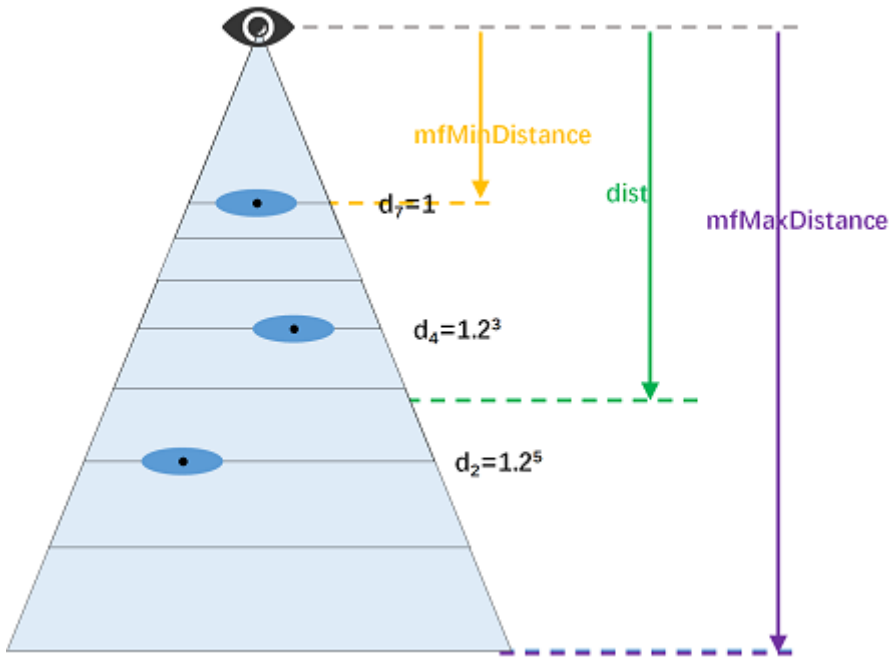 mfMinDistance
dist
d₇=1
mfMaxDistance
d₄=1.2³
d₂=1.2⁵